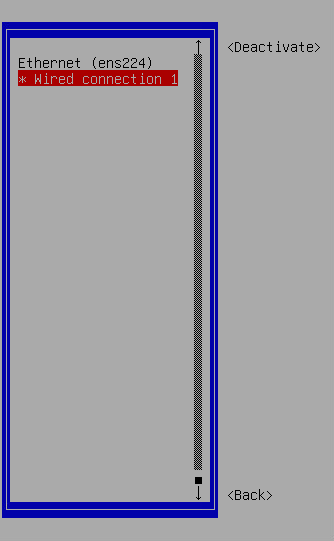 <Deactivate>
Ethernet (ens224)
* Wired connection 1
<Back>